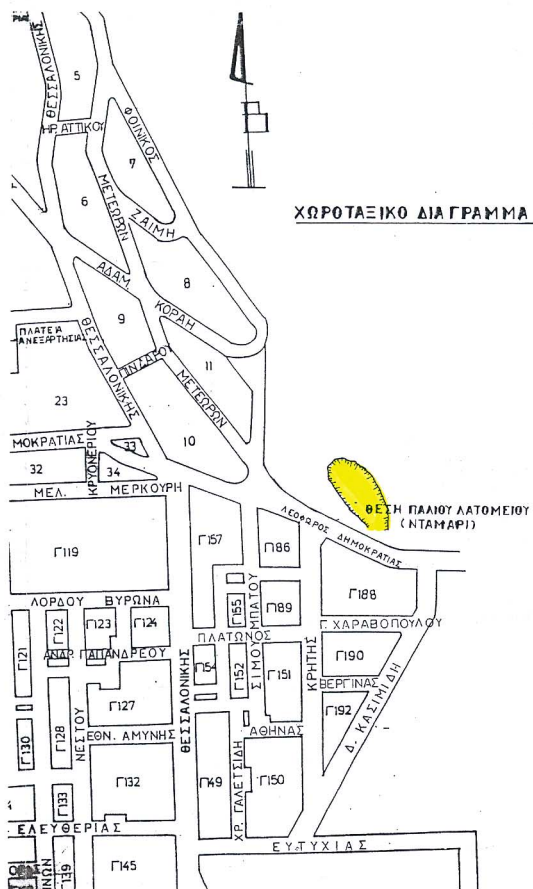 5
ΘΕΣΣΑΛΟΝΙΚΗΣ
ΗΡ. ΑΤΤΙΚΟΥ
ΦΟΙΝΙΚΟΣ
7
6
ΜΕΤΕΩΡΩΝ
ΖΑΙΜΗ
ΧΩΡΟΤΑΞΙΚΟ ΔΙΑΓΡΑΜΜΑ
ΑΔΑΜ.
ΚΟΡΑΗ
8
9
ΠΛΑΤΕΙΑ
ΑΝΕΞΑΡΤΗΣΙΑΣ
ΘΕΣΣΑΛΟΝΙΚΗΣ
ΠΙΝΔΑΡΟΥ
11
ΜΕΤΕΩΡΩΝ
23
10
ΜΟΚΡΑΤΙΑΣ
ΚΡΥΟΝΕΡΙΟΥ
33
32
34
ΜΕΛ. ΜΕΡΚΟΥΡΗ
ΘΕΣΗ ΠΑΛΙΟΥ ΛΑΤΟΜΕΙΟΥ
(ΝΤΑΜΑΡΙ)
ΛΕΟΦΩΡΟΣ ΔΗΜΟΚΡΑΤΙΑΣ
Γ119
Γ157
Γ186
Γ188
ΛΟΡΔΟΥ ΒΥΡΩΝΑ
Γ121
Γ122
Γ123
Γ124
Γ155
ΣΙΜΟΥ ΜΠΑΤΟΥ
Γ189
Γ. ΧΑΡΑΒΟΠΟΥΛΟΥ
ΠΛΑΤΩΝΟΣ
ΑΝΔΡ. ΠΑΠΑΝΔΡΕΟΥ
ΘΕΣΣΑΛΟΝΙΚΗΣ
Γ154
Γ152
Γ151
ΚΡΗΤΗΣ
Γ190
ΒΕΡΓΙΝΑΣ
Γ192
Δ. ΚΑΣΙΜΙΔΗ
Γ128
ΝΕΣΤΟΥ
Γ127
Γ130
ΕΘΝ. ΑΜΥΝΗΣ
ΑΘΗΝΑΣ
Γ132
Γ149
ΧΡ. ΓΑΛΕΤΣΙΔΗ
Γ150
Γ133
ΕΛΕΥΘΕΡΙΑΣ
ΕΥΤΥΧΙΑΣ
Γ139
Γ145